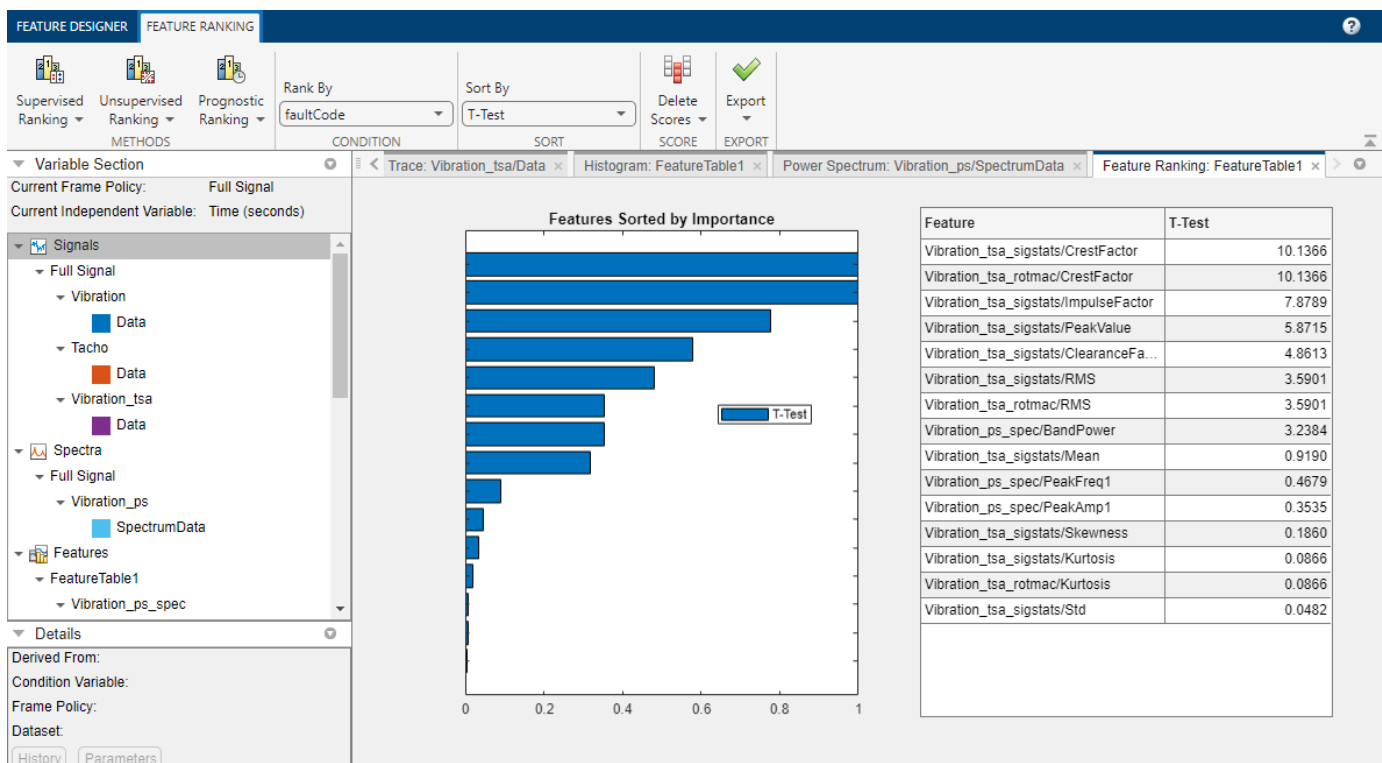 FEATURE DESIGNER FEATURE RANKING
?
Supervised Ranking
Unsupervised Ranking
Prognostic Ranking
METHODS
Rank By
faultCode
CONDITION
Sort By
T-Test
SORT
Delete Scores
SCORE
Export
EXPORT
Variable Section
Current Frame Policy: Full Signal
Current Independent Variable: Time (seconds)
Signals
Full Signal
Vibration
Data
Tacho
Data
Vibration_tsa
Data
Spectra
Full Signal
Vibration_ps
SpectrumData
Features
FeatureTable1
Vibration_ps_spec
Details
Derived From:
Condition Variable:
Frame Policy:
Dataset:
History Parameters
Trace: Vibration_tsa/Data Histogram: FeatureTable1 Power Spectrum: Vibration_ps/SpectrumData Feature Ranking: FeatureTable1
Features Sorted by Importance
T-Test
0 0.2 0.4 0.6 0.8 1
Feature T-Test
Vibration_tsa_sigstats/CrestFactor 10.1366
Vibration_tsa_rotmac/CrestFactor 10.1366
Vibration_tsa_sigstats/ImpulseFactor 7.8789
Vibration_tsa_sigstats/PeakValue 5.8715
Vibration_tsa_sigstats/ClearanceFa... 4.8613
Vibration_tsa_sigstats/RMS 3.5901
Vibration_tsa_rotmac/RMS 3.5901
Vibration_ps_spec/BandPower 3.2384
Vibration_tsa_sigstats/Mean 0.9190
Vibration_ps_spec/PeakFreq1 0.4679
Vibration_ps_spec/PeakAmp1 0.3535
Vibration_tsa_sigstats/Skewness 0.1860
Vibration_tsa_sigstats/Kurtosis 0.0866
Vibration_tsa_rotmac/Kurtosis 0.0866
Vibration_tsa_sigstats/Std 0.0482